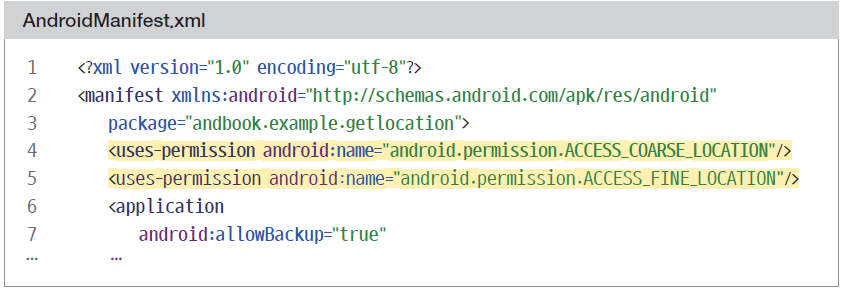 AndroidManifest.xml
1 <?xml version="1.0" encoding="utf-8"?>
2 <manifest xmlns:android="http://schemas.android.com/apk/res/android"
3 package="andbook.example.getlocation">
4 <uses-permission android:name="android.permission.ACCESS_COARSE_LOCATION"/>
5 <uses-permission android:name="android.permission.ACCESS_FINE_LOCATION"/>
6 <application
7 android:allowBackup="true"
… …